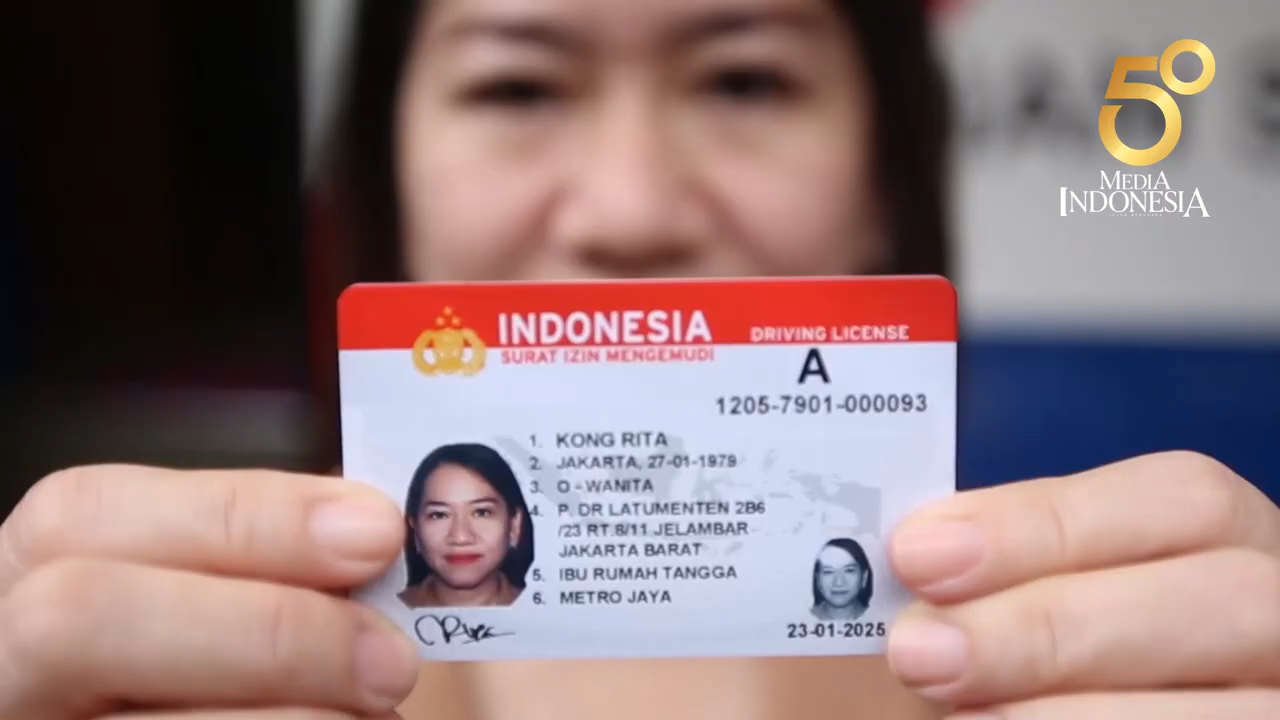 50
MEDIA
INDONESIA
INDONESIA
SURAT IZIN MENGEMUDI
DRIVING LICENSE
A
1205-7901-000093
1. KONG RITA
2. JAKARTA, 27-01-1979
3. O - WANITA
4. P. DR LATUMENTEN 2B6
/23 RT.8/11 JELAMBAR
JAKARTA BARAT
5. IBU RUMAH TANGGA
6. METRO JAYA
23-01-2025